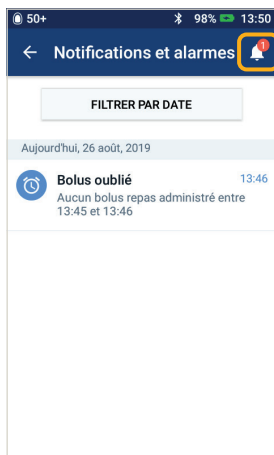 50+ 98% 13:50
Notifications et alarmes 1
FILTRER PAR DATE
Aujourd'hui, 26 août, 2019
Bolus oublié 13:46
Aucun bolus repas administré entre
13:45 et 13:46